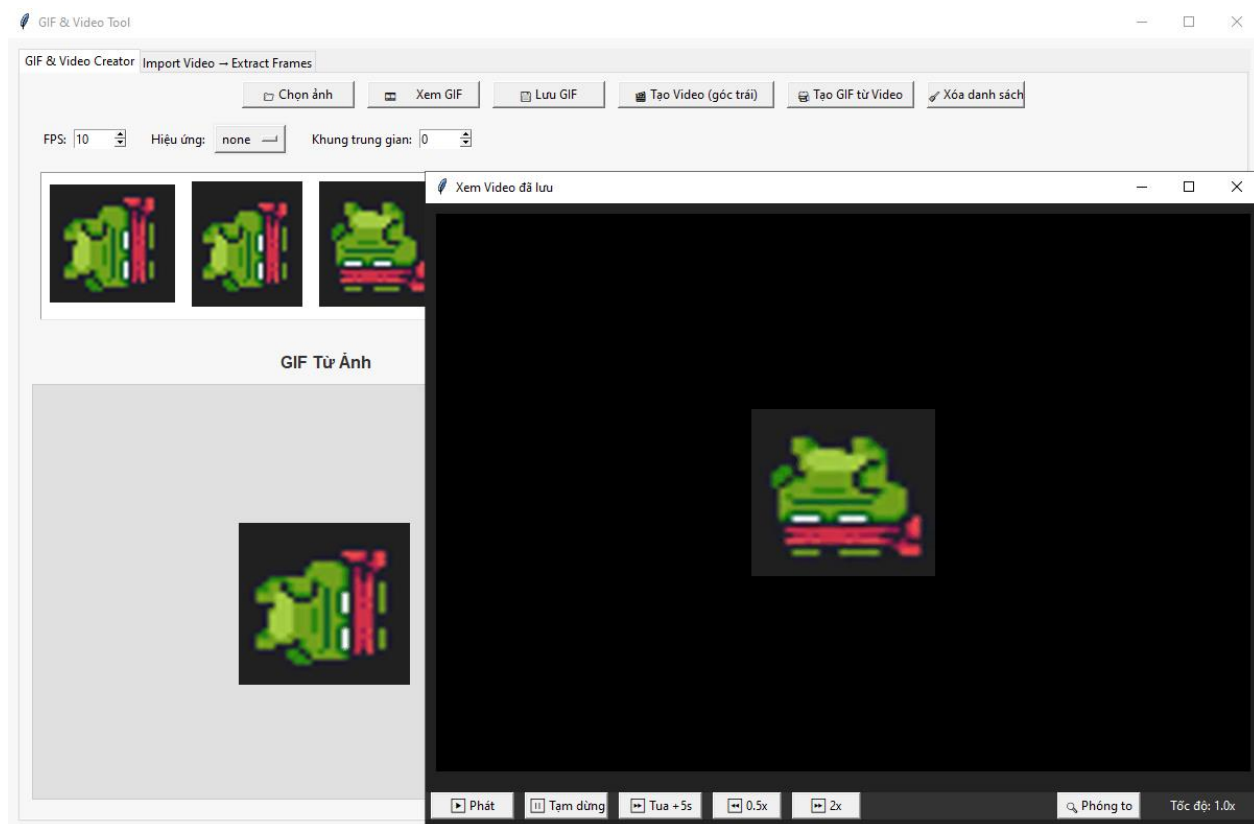 GIF & Video Tool
GIF & Video Creator Import Video → Extract Frames
Chọn ảnh Xem GIF Lưu GIF Tạo Video (góc trái) Tạo GIF từ Video Xóa danh sách
FPS: 10 Hiệu ứng: none Khung trung gian: 0
Xem Video đã lưu
GIF Từ Ảnh
Phát Tạm dừng Tua +5s 0.5x 2x Phóng to Tốc độ: 1.0x